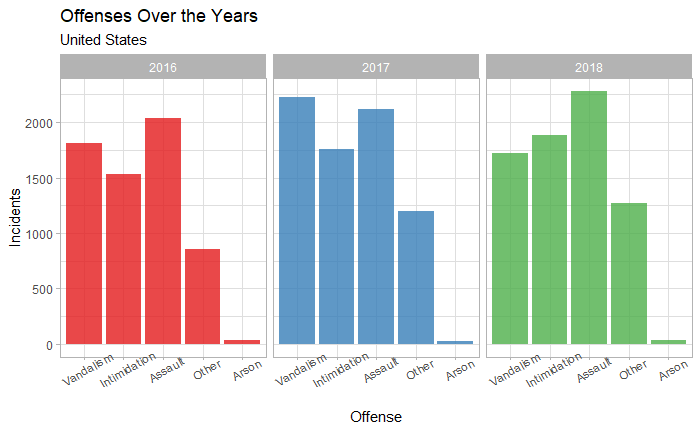 Offenses Over the Years
United States
2016 2017 2018
Incidents
2000
1500
1000
500
0
Vandalism Intimidation Assault Other Arson Vandalism Intimidation Assault Other Arson Vandalism Intimidation Assault Other Arson
Offense